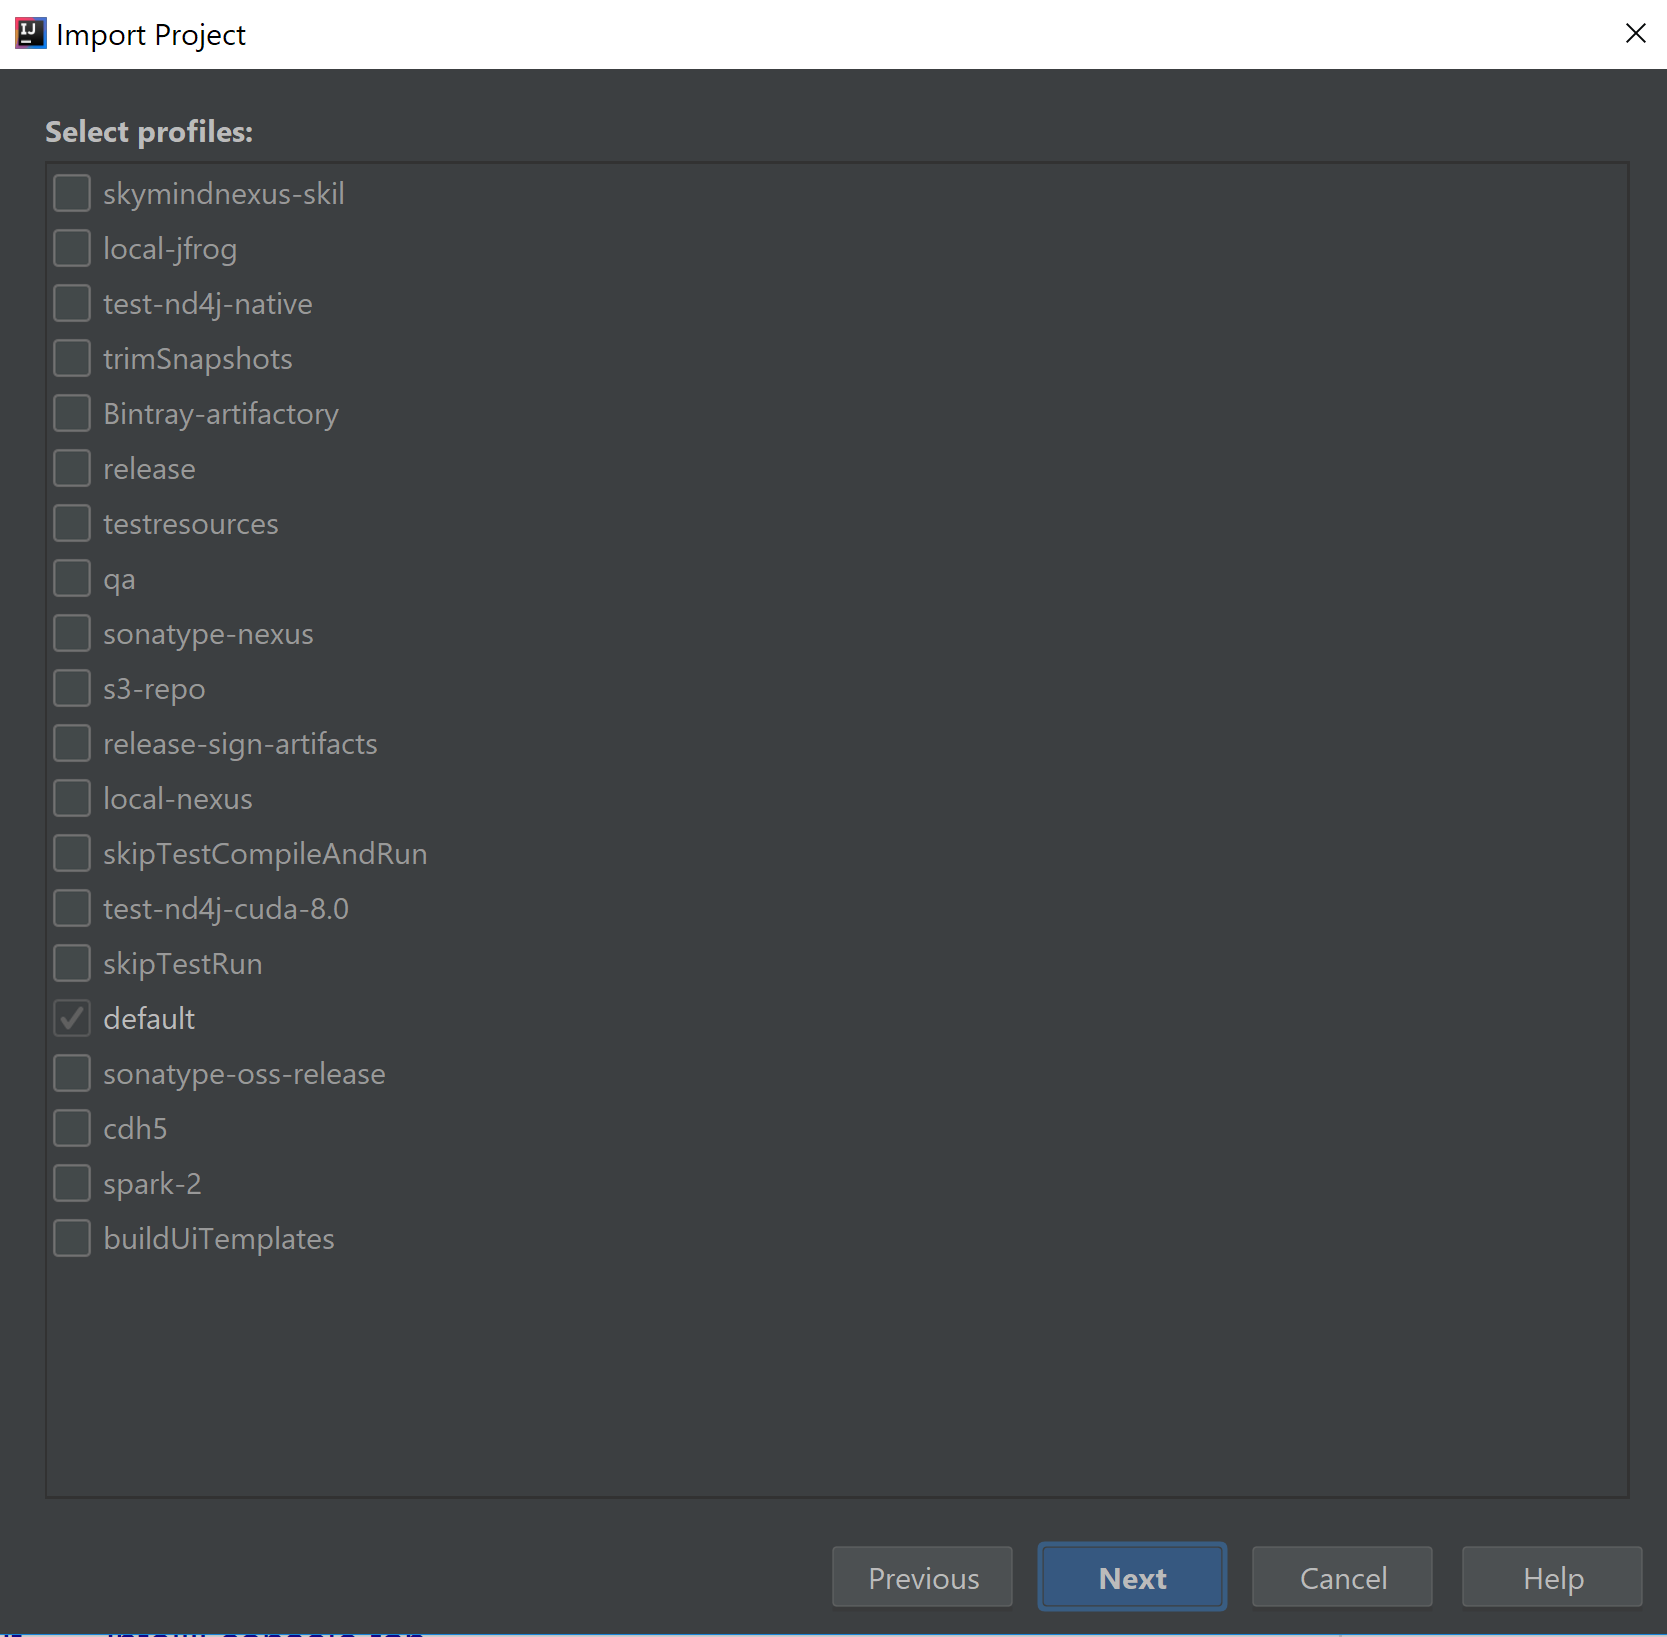 IJ
Import Project
Select profiles:
skymindnexus-skil
local-jfrog
test-nd4j-native
trimSnapshots
Bintray-artifactory
release
testresources
qa
sonatype-nexus
s3-repo
release-sign-artifacts
local-nexus
skipTestCompileAndRun
test-nd4j-cuda-8.0
skipTestRun
default
sonatype-oss-release
cdh5
spark-2
buildUiTemplates
Previous Next Cancel Help